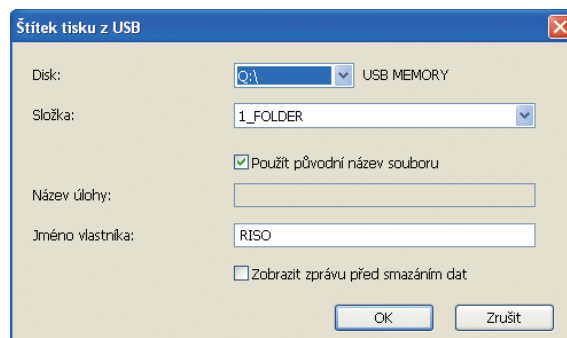 Štítek tisku z USB
Disk: Q:\ USB MEMORY
Složka: 1_FOLDER
Použít původní název souboru
Název úlohy:
Jméno vlastníka: RISO
Zobrazit zprávu před smazáním dat
OK Zrušit